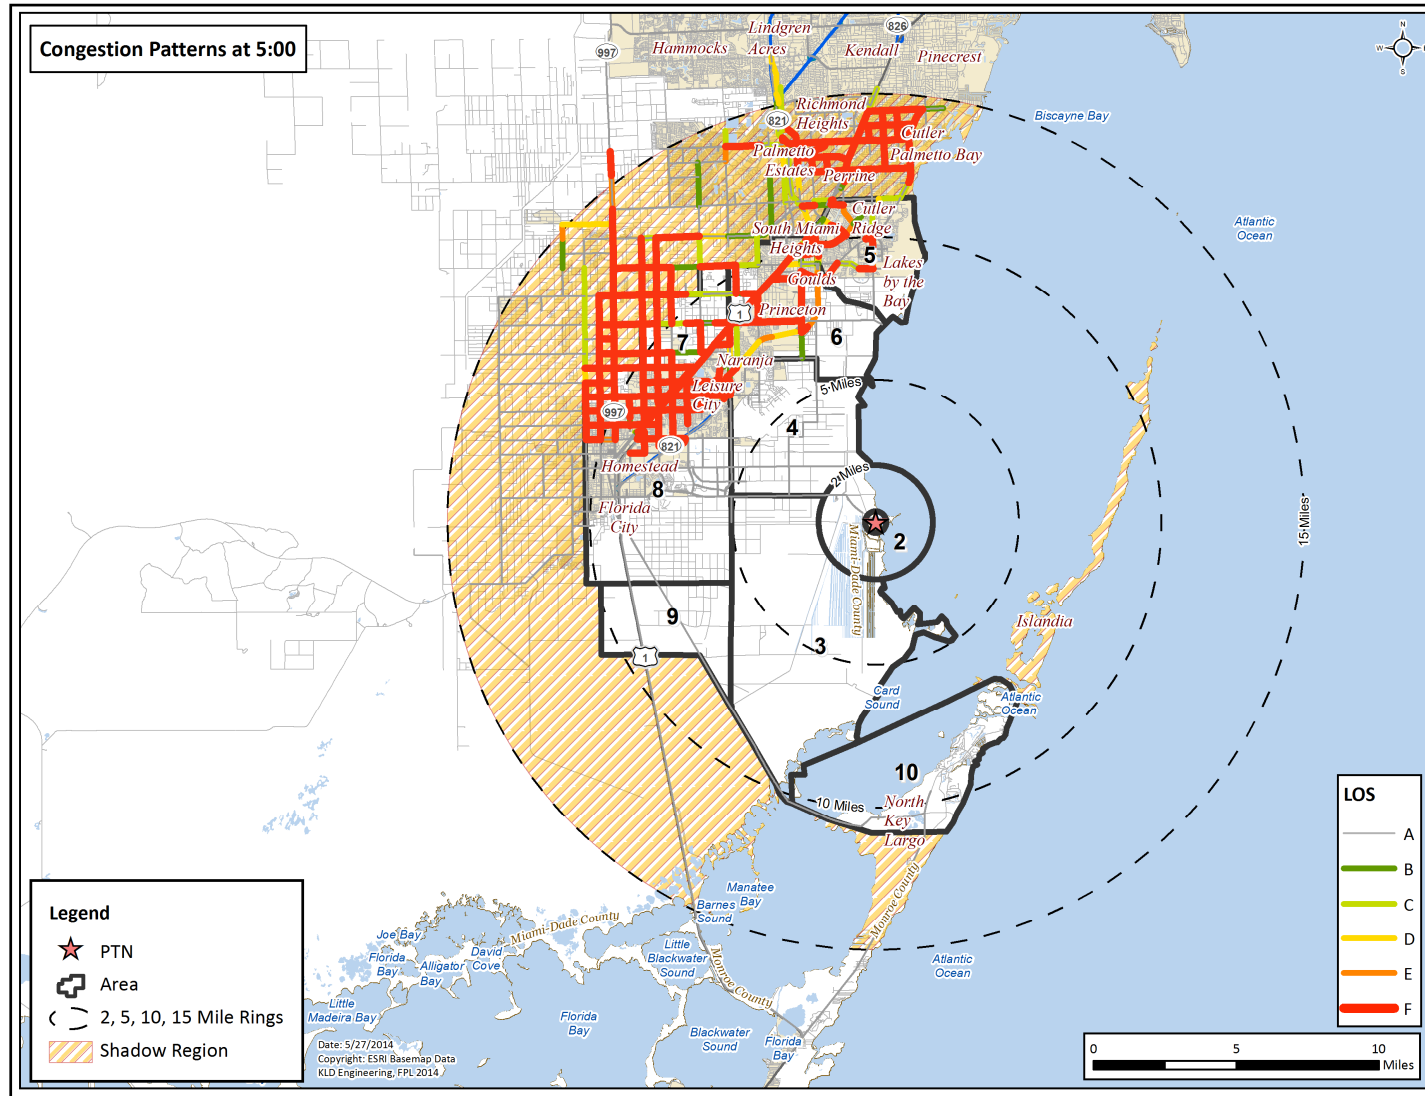 Congestion Patterns at 5:00
997
Hammocks
Lindgren
Acres
826
Kendall
Pinecrest
N
W
E
S
Richmond
Heights
821
Biscayne Bay
Cutler
Palmetto
Estates
Palmetto Bay
Perrine
Cutler
Ridge
South Miami
Heights
5
Atlantic
Ocean
Lakes
by the
Bay
Goulds
Princeton
1
6
7
Naranja
5 Miles
Leisure
City
997
4
821
Homestead
2 Miles
8
Florida
City
15 Miles
2
Miami-Dade County
9
Islandia
3
1
Card
Sound
Atlantic
Ocean
10
10 Miles
North
Key
Largo
Monroe County
Manatee
Bay
Barnes
Sound
Miami-Dade County
Joe Bay
Florida
Bay
Alligator
Bay
David
Cove
Little
Blackwater
Sound
Monroe County
Atlantic
Ocean
Little
Madeira Bay
Florida
Bay
Blackwater
Sound
Florida
Bay
Legend
PTN
Area
2, 5, 10, 15 Mile Rings
Shadow Region
Date: 5/27/2014
Copyright: ESRI Basemap Data
KLD Engineering, FPL 2014
LOS
A
B
C
D
E
F
0 5 10
Miles